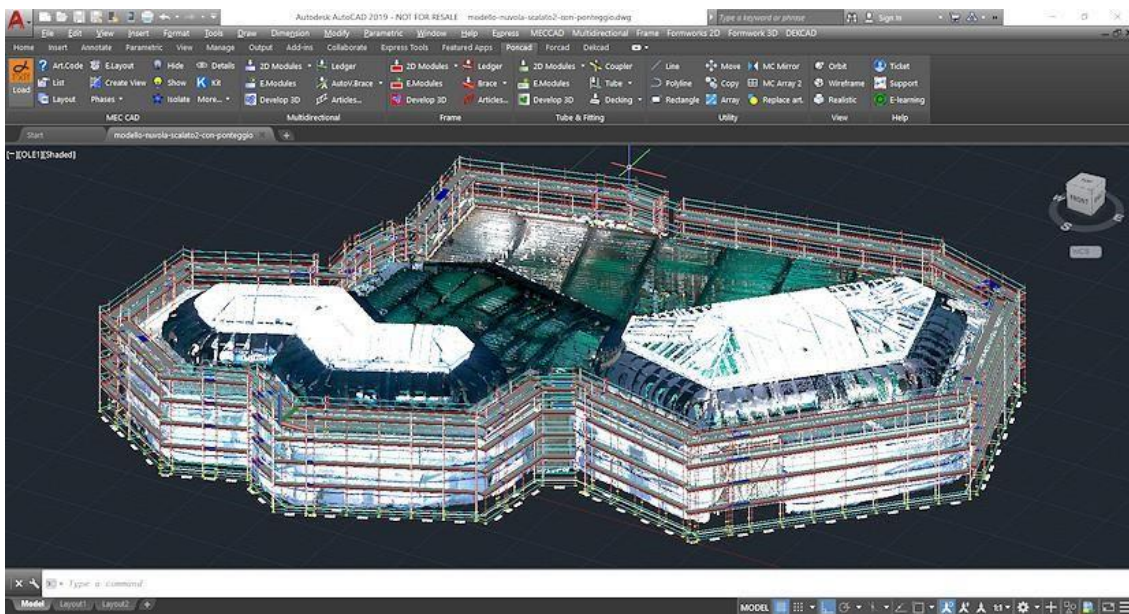 Autodesk AutoCAD 2019 - NOT FOR RESALE modello-nuvola-scalato2-con-ponteggio.dwg
Type a keyword or phrase
Sign In
File Edit View Insert Format Tools Draw Dimension Modify Parametric Window Help Express MECCAD Multidirectional Frame Formworks 2D Formwork 3D DEKCAD
Home Insert Annotate Parametric View Manage Output Add-ins Collaborate Express Tools Featured Apps Poncad Forcad Dekcad
Art.Code E.Layout Hide Details 2D Modules Ledger 2D Modules Ledger 2D Modules Coupler Line Move MC Mirror Orbit Ticket
Load List Create View Show Kit E.Modules AutoV.Brace E.Modules Brace E.Modules Tube Polyline Copy MC Array 2 Wireframe Support
Layout Phases Isolate More... Develop 3D Articles... Develop 3D Articles... Develop 3D Decking Rectangle Array Replace art. Realistic E-learning
MEC CAD Multidirectional Frame Tube & Fitting Utility View Help
Start modello-nuvola-scalato2-con-ponteggio
[-][OLE1][Shaded]
FRONT
S
E
WCS
Type a command
Model Layout1 Layout2
MODEL 1:1